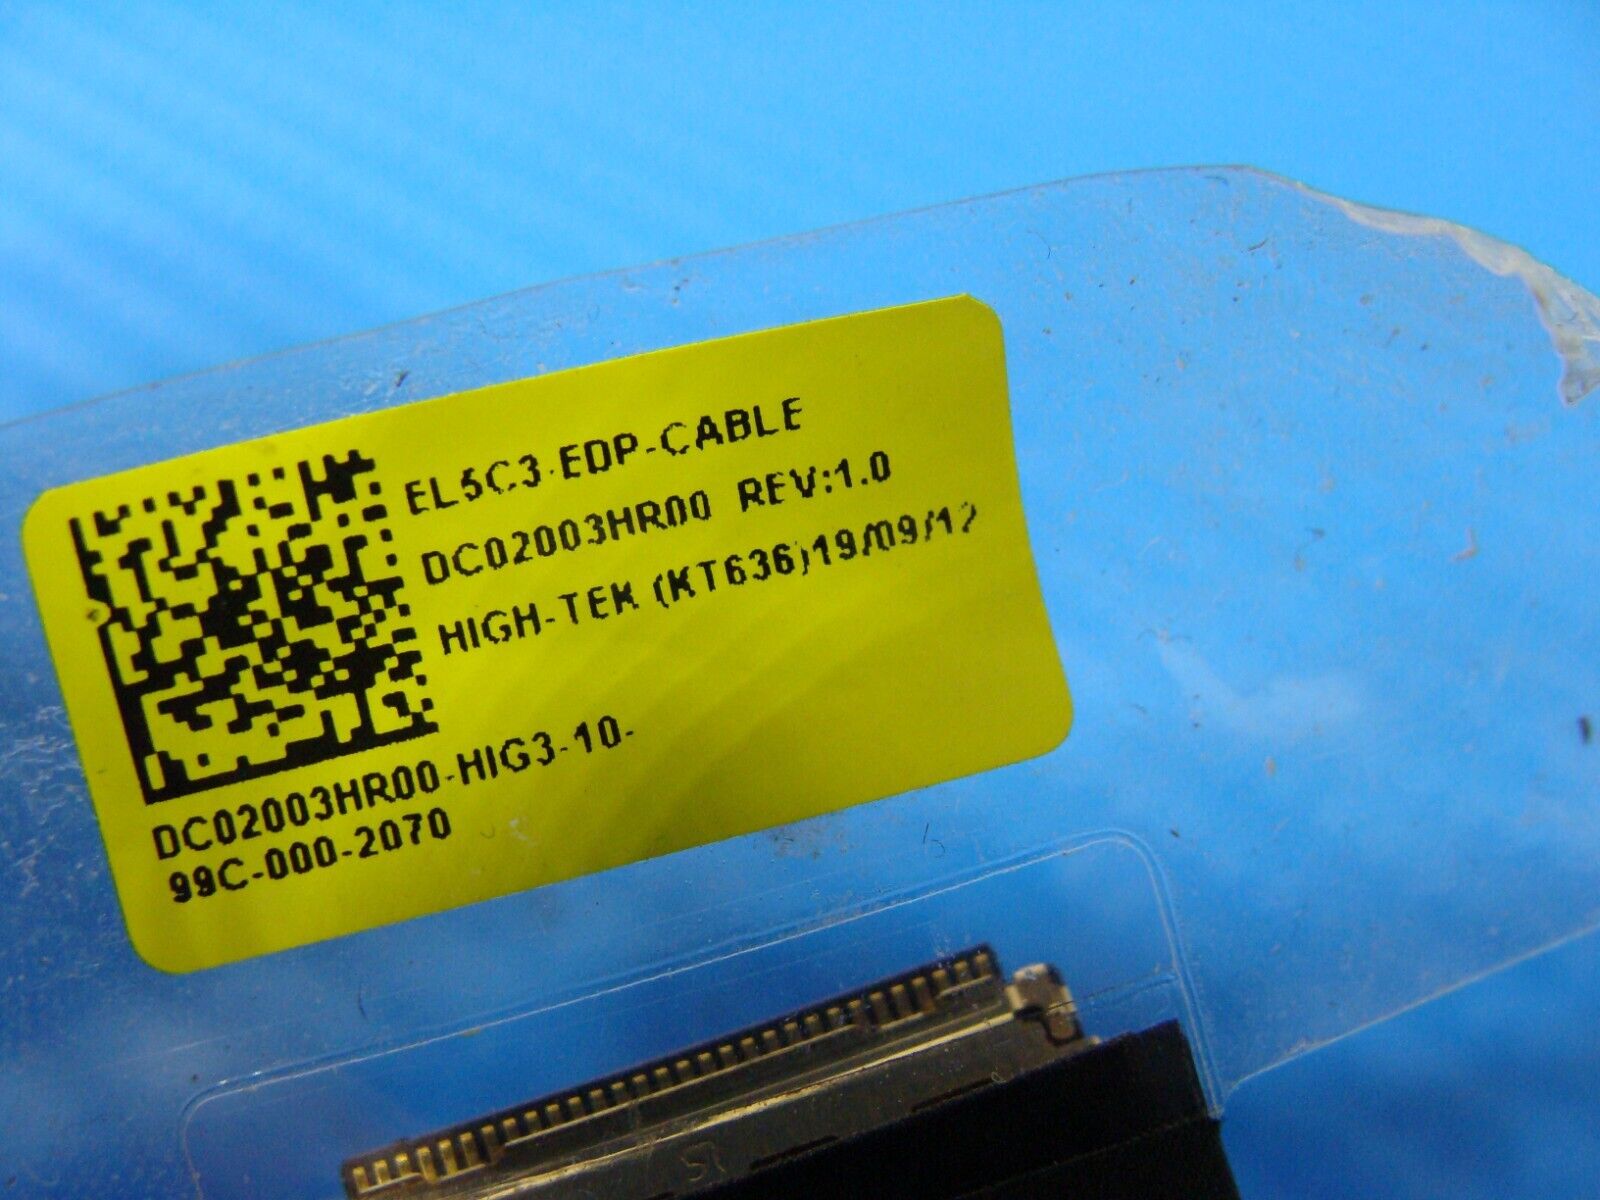 EL5C3-EDP-CABLE
DC02003HR00 REV:1.0
HIGH-TEK (KT636)19/09/12
DC02003HR00-HIG3-10-
99C-000-2070